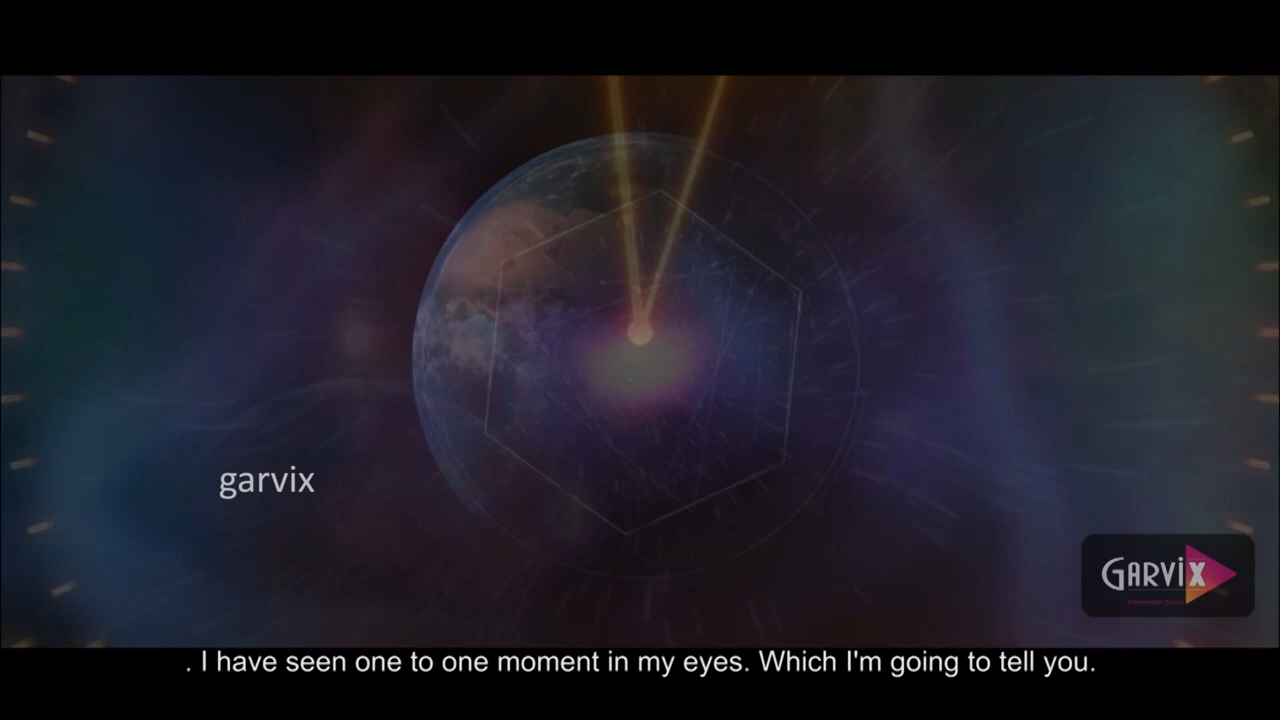 garvix
GARVIX
. I have seen one to one moment in my eyes. Which I'm going to tell you.